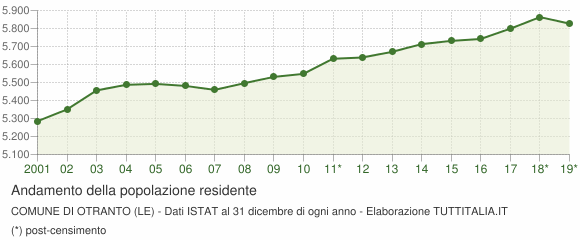 5.900
5.800
5.700
5.600
5.500
5.400
5.300
5.200
5.100
2001 02 03 04 05 06 07 08 09 10 11* 12 13 14 15 16 17 18* 19*
Andamento della popolazione residente
COMUNE DI OTRANTO (LE) - Dati ISTAT al 31 dicembre di ogni anno - Elaborazione TUTTITALIA.IT
(*) post-censimento